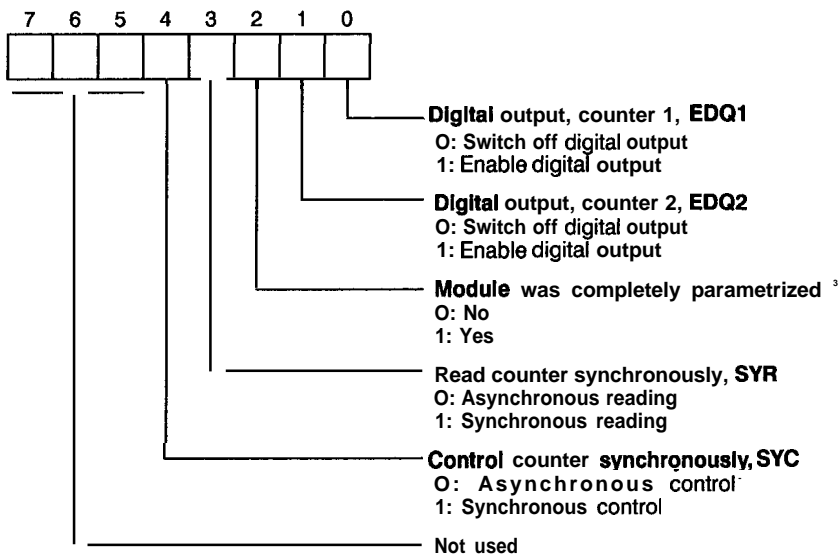 7 6 5 4 3 2 1 0
Digital output, counter 1, EDQ1
O: Switch off digital output
1: Enable digital output
Digital output, counter 2, EDQ2
O: Switch off digital output
1: Enable digital output
Module was completely parametrized 3
O: No
1: Yes
Read counter synchronously, SYR
O: Asynchronous reading
1: Synchronous reading
Control counter synchronously, SYC
O: Asynchronous control
1: Synchronous control
Not used